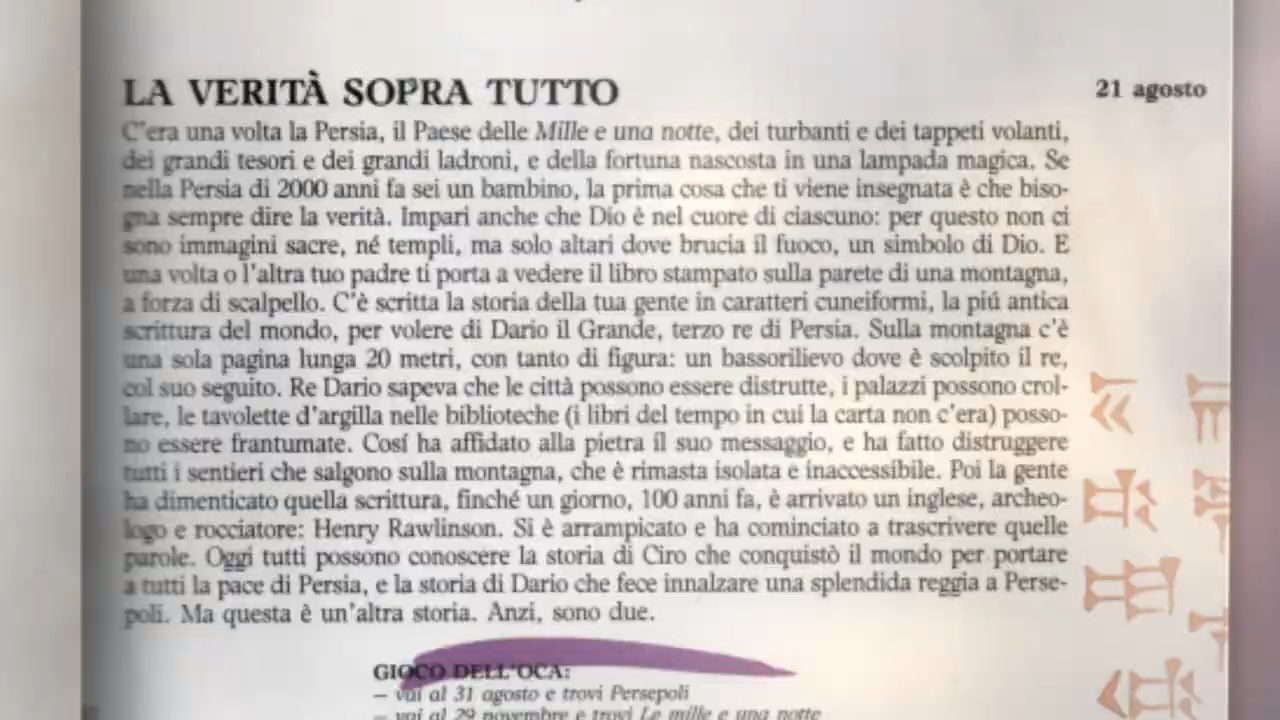 LA VERITÀ SOPRA TUTTO
21 agosto
C'era una volta la Persia, il Paese delle Mille e una notte, dei turbanti e dei tappeti volanti,
dei grandi tesori e dei grandi ladroni, e della fortuna nascosta in una lampada magica. Se
nella Persia di 2000 anni fa sei un bambino, la prima cosa che ti viene insegnata è che biso-
gna sempre dire la verità. Impari anche che Dio è nel cuore di ciascuno: per questo non ci
sono immagini sacre, né templi, ma solo altari dove brucia il fuoco, un simbolo di Dio. E
una volta o l'altra tuo padre ti porta a vedere il libro stampato sulla parete di una montagna,
a forza di scalpello. C'è scritta la storia della tua gente in caratteri cuneiformi, la piú antica
scrittura del mondo, per volere di Dario il Grande, terzo re di Persia. Sulla montagna c'è
una sola pagina lunga 20 metri, con tanto di figura: un bassorilievo dove è scolpito il re,
col suo seguito. Re Dario sapeva che le città possono essere distrutte, i palazzi possono crol-
lare, le tavolette d'argilla nelle biblioteche (i libri del tempo in cui la carta non c'era) posso-
no essere frantumate. Cosí ha affidato alla pietra il suo messaggio, e ha fatto distruggere
tutti i sentieri che salgono sulla montagna, che è rimasta isolata e inaccessibile. Poi la gente
ha dimenticato quella scrittura, finché un giorno, 100 anni fa, è arrivato un inglese, archeo-
logo e rocciatore: Henry Rawlinson. Si è arrampicato e ha cominciato a trascrivere quelle
parole. Oggi tutti possono conoscere la storia di Ciro che conquistò il mondo per portare
a tutti la pace di Persia, e la storia di Dario che fece innalzare una splendida reggia a Perse-
poli. Ma questa è un'altra storia. Anzi, sono due.
GIOCO DELL'OCA:
– vai al 31 agosto e trovi Persepoli
– vai al 29 novembre e trovi Le mille e una notte